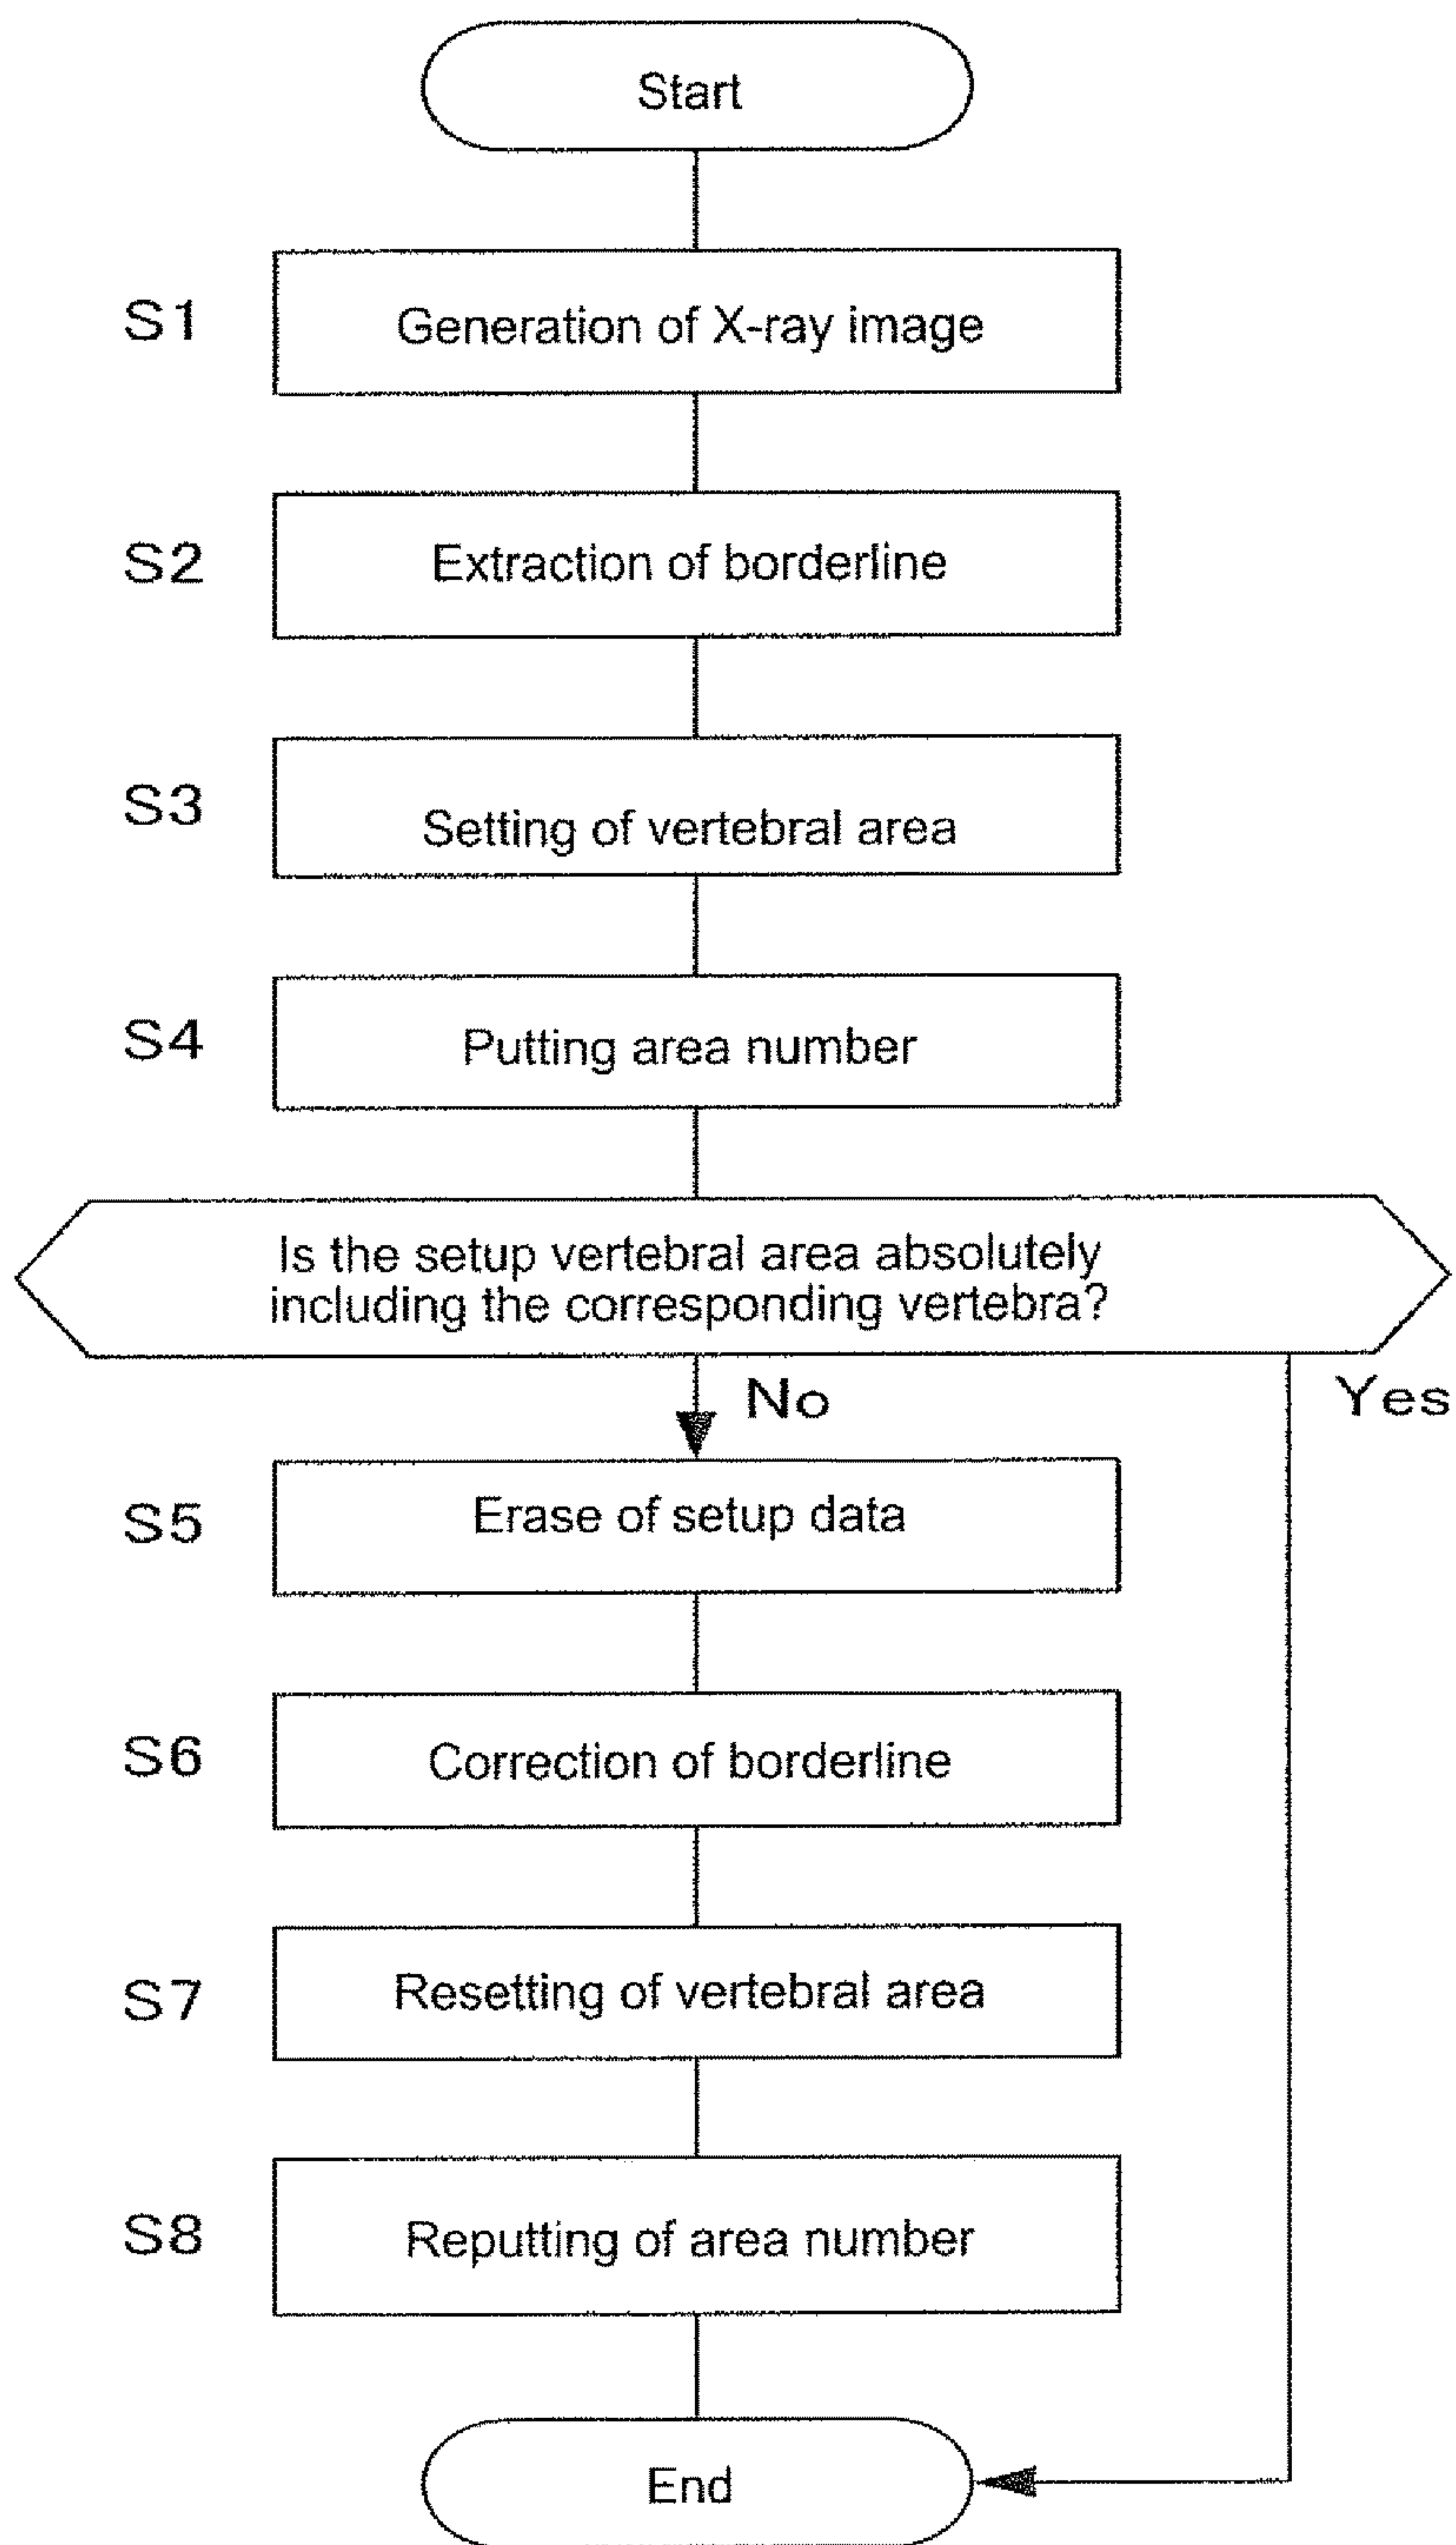 Start
S1
Generation of X-ray image
S2
Extraction of borderline
S3
Setting of vertebral area
S4
Putting area number
Is the setup vertebral area absolutely
including the corresponding vertebra?
No
Yes
S5
Erase of setup data
S6
Correction of borderline
S7
Resetting of vertebral area
S8
Reputting of area number
End